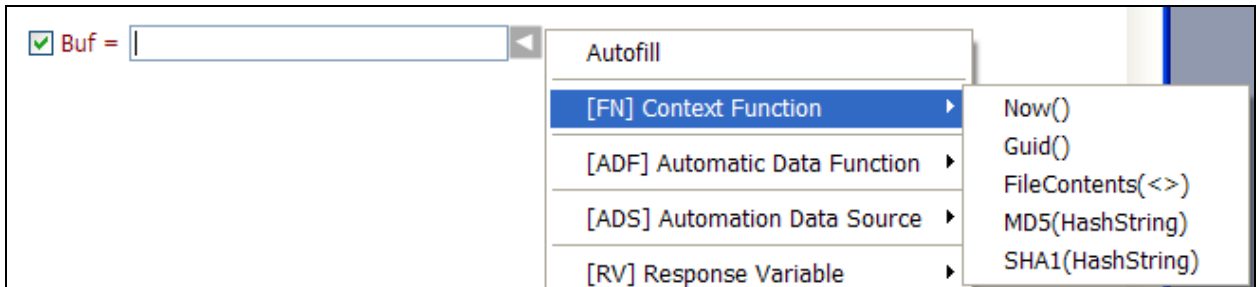 Buf =
Autofill
[FN] Context Function
[ADF] Automatic Data Function
[ADS] Automation Data Source
[RV] Response Variable
Now()
Guid()
FileContents(<>)
MD5(HashString)
SHA1(HashString)